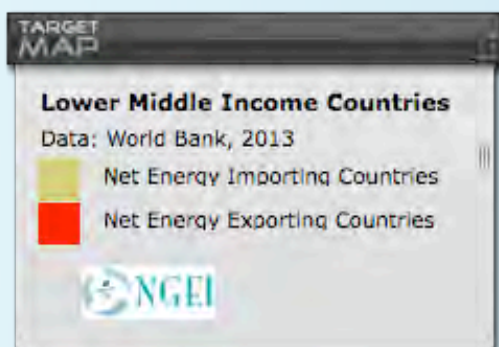 TARGET
MAP
Lower Middle Income Countries
Data: World Bank, 2013
Net Energy Importing Countries
Net Energy Exporting Countries
NGEI